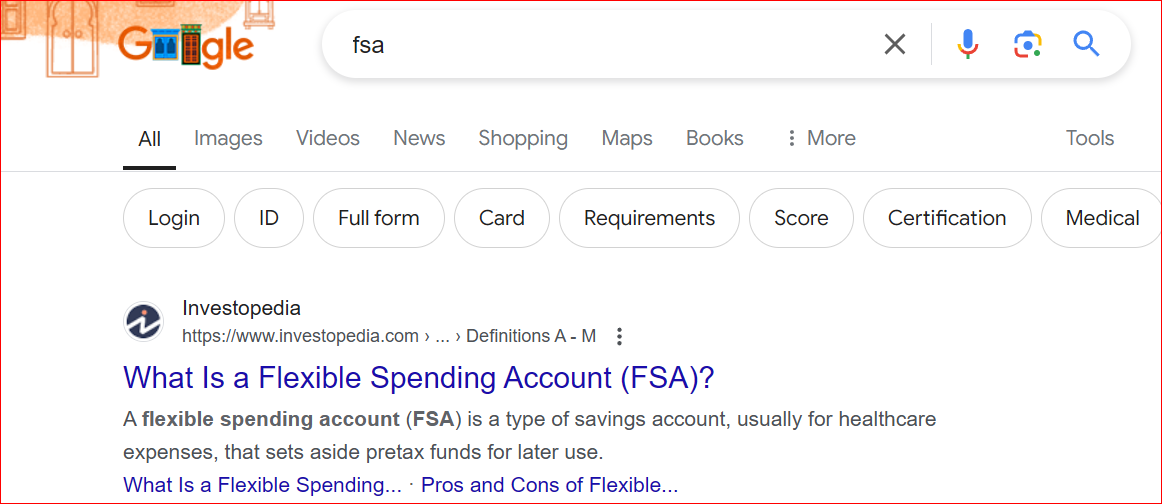 Google
fsa
All Images Videos News Shopping Maps Books More Tools
Login ID Full form Card Requirements Score Certification Medical
Investopedia
https://www.investopedia.com › ... › Definitions A - M
What Is a Flexible Spending Account (FSA)?
A flexible spending account (FSA) is a type of savings account, usually for healthcare
expenses, that sets aside pretax funds for later use.
What Is a Flexible Spending... · Pros and Cons of Flexible...